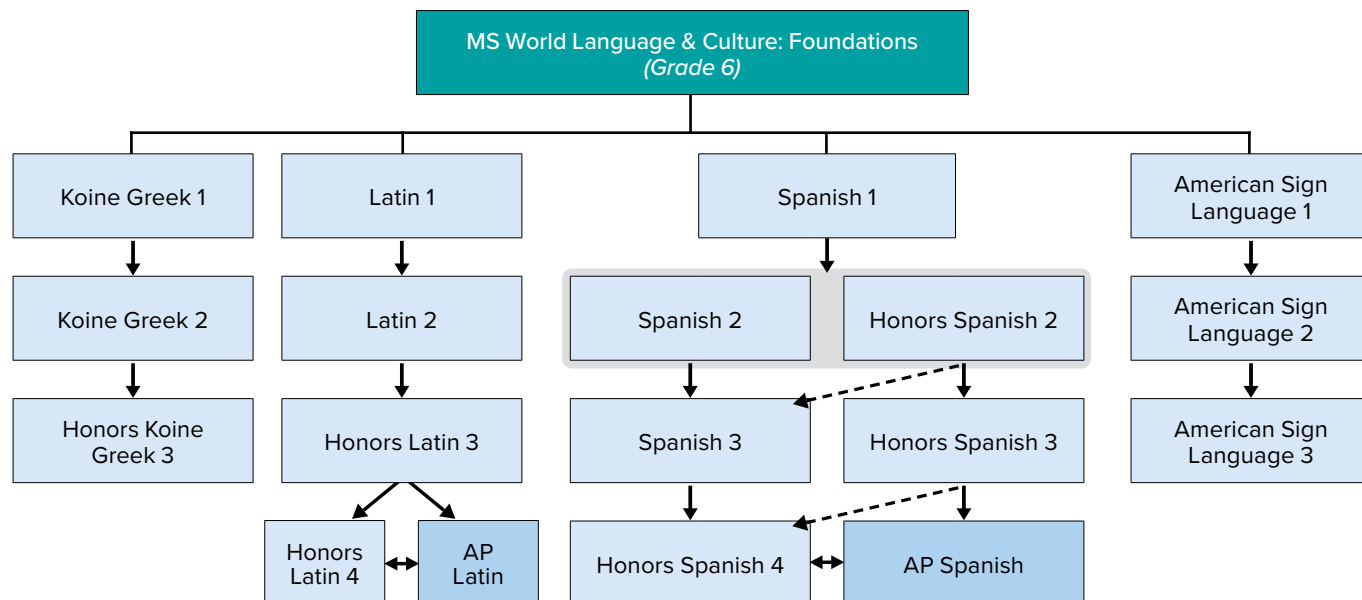 MS World Language & Culture: Foundations
(Grade 6)
Koine Greek 1
Latin 1
Spanish 1
American Sign
Language 1
Koine Greek 2
Latin 2
Spanish 2
Honors Spanish 2
American Sign
Language 2
Honors Koine
Greek 3
Honors Latin 3
Spanish 3
Honors Spanish 3
American Sign
Language 3
Honors
Latin 4
AP
Latin
Honors Spanish 4
AP Spanish